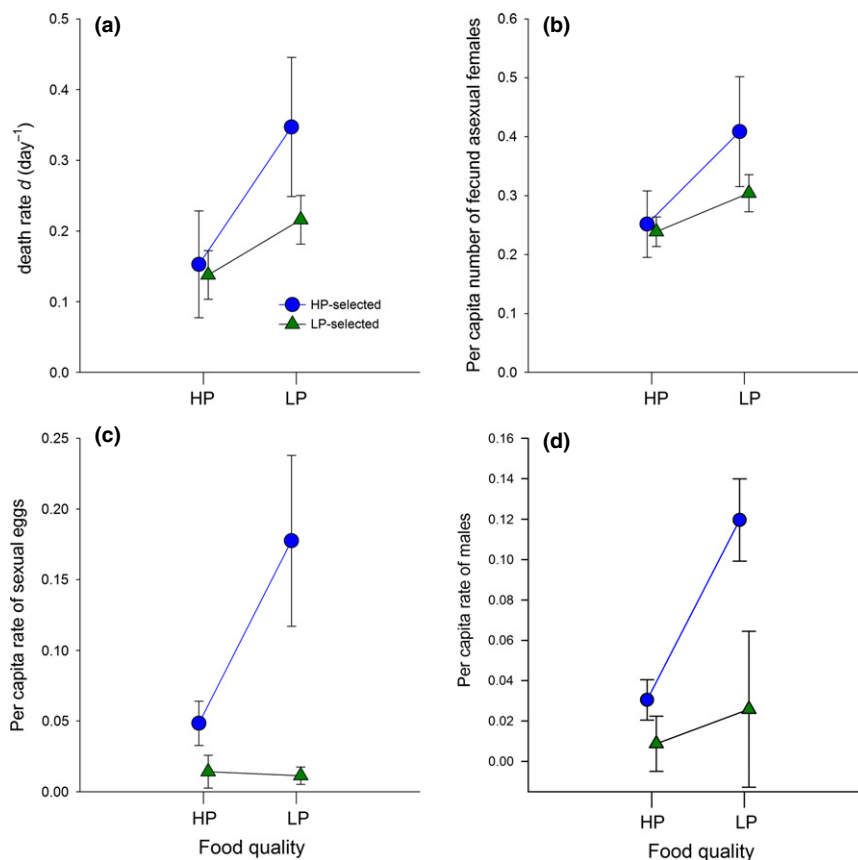 (a)
death rate d (day⁻¹)
0.5
0.4
0.3
0.2
0.1
0.0
HP-selected
LP-selected
HP
LP
(b)
Per capita number of fecund asexual females
0.6
0.5
0.4
0.3
0.2
0.1
0.0
HP
LP
(c)
Per capita rate of sexual eggs
0.25
0.20
0.15
0.10
0.05
0.00
HP
LP
Food quality
(d)
Per capita rate of males
0.16
0.14
0.12
0.10
0.08
0.06
0.04
0.02
0.00
HP
LP
Food quality